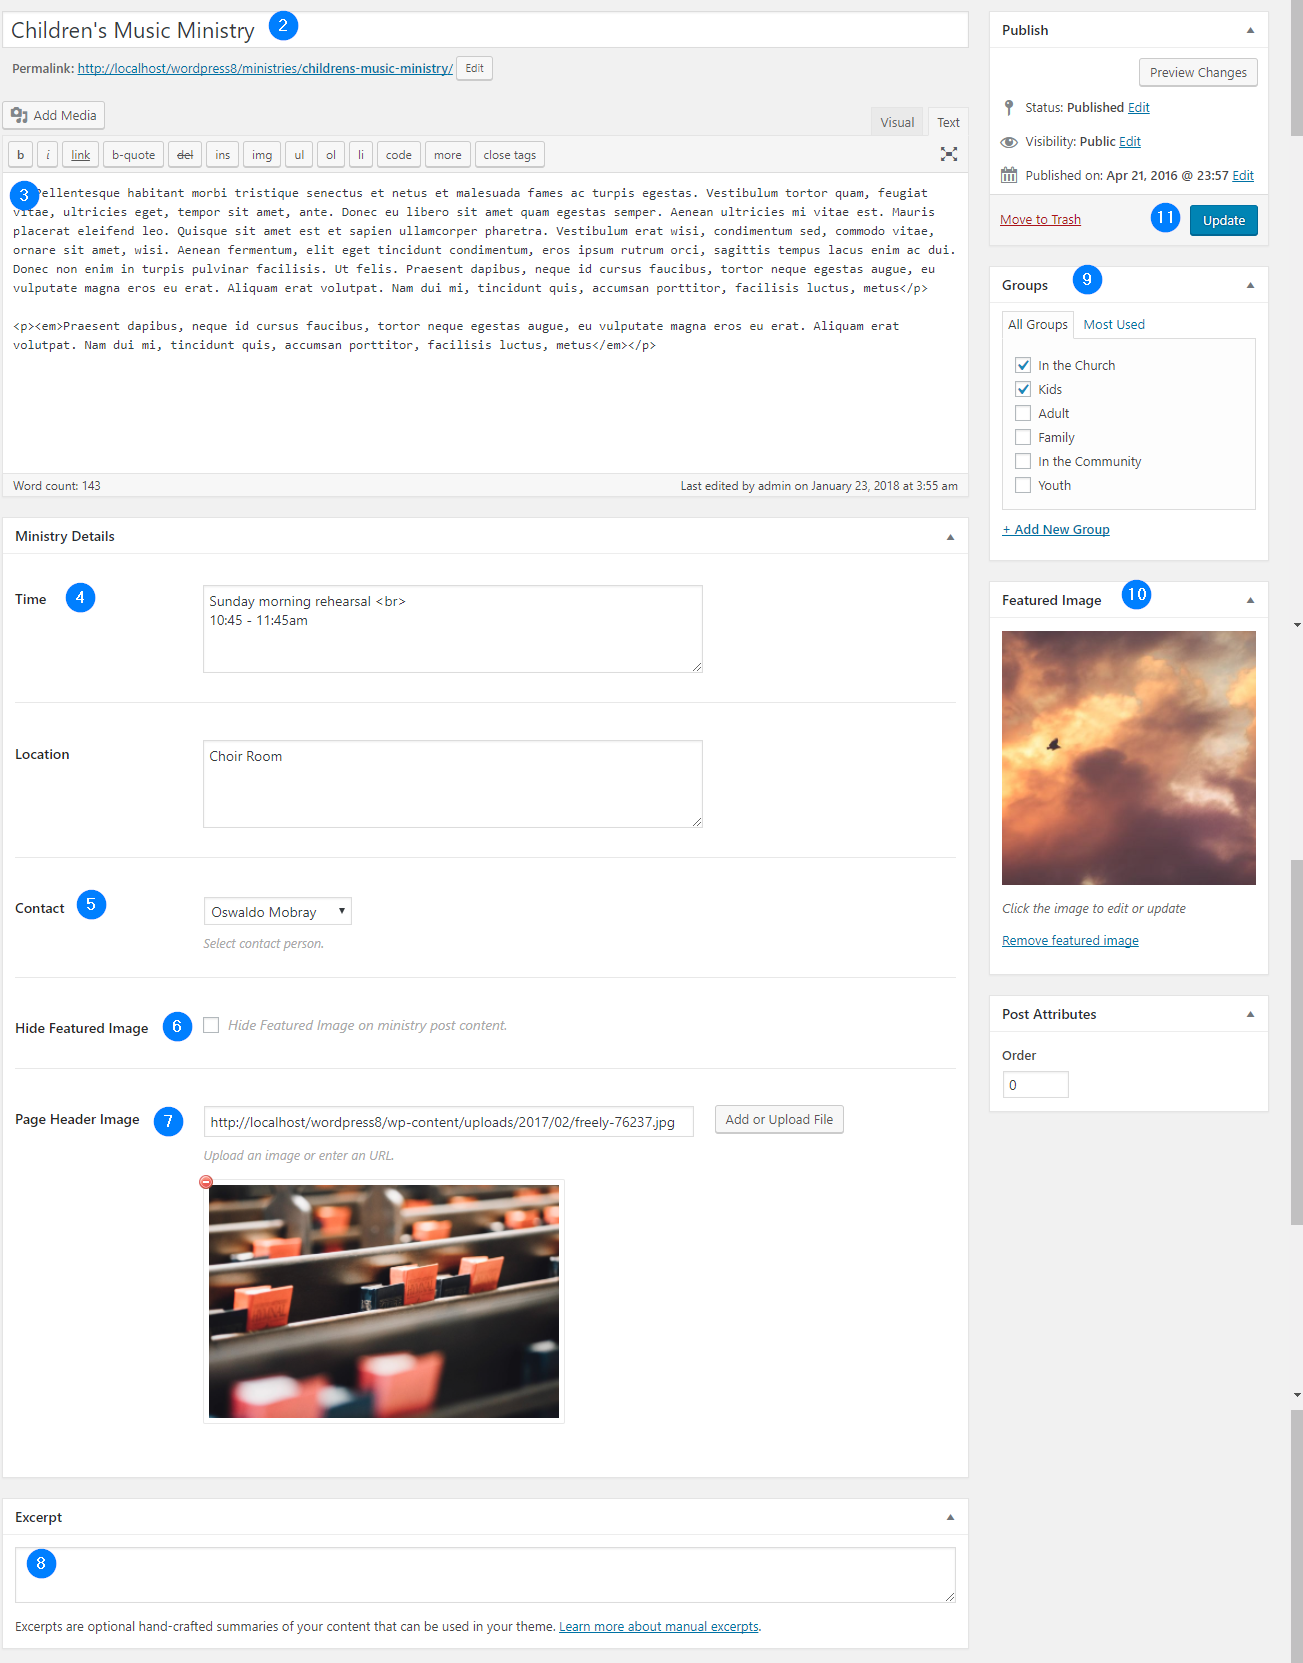 Children's Music Ministry 2
Permalink: http://localhost/wordpress8/ministries/childrens-music-ministry/ Edit
Add Media
Visual Text
b i link b-quote del ins img ul ol li code more close tags
3
Pellentesque habitant morbi tristique senectus et netus et malesuada fames ac turpis egestas. Vestibulum tortor quam, feugiat
vitae, ultricies eget, tempor sit amet, ante. Donec eu libero sit amet quam egestas semper. Aenean ultricies mi vitae est. Mauris
placerat eleifend leo. Quisque sit amet est et sapien ullamcorper pharetra. Vestibulum erat wisi, condimentum sed, commodo vitae,
ornare sit amet, wisi. Aenean fermentum, elit eget tincidunt condimentum, eros ipsum rutrum orci, sagittis tempus lacus enim ac dui.
Donec non enim in turpis pulvinar facilisis. Ut felis. Praesent dapibus, neque id cursus faucibus, tortor neque egestas augue, eu
vulputate magna eros eu erat. Aliquam erat volutpat. Nam dui mi, tincidunt quis, accumsan porttitor, facilisis luctus, metus</p>
<p><em>Praesent dapibus, neque id cursus faucibus, tortor neque egestas augue, eu vulputate magna eros eu erat. Aliquam erat
volutpat. Nam dui mi, tincidunt quis, accumsan porttitor, facilisis luctus, metus</em></p>
Word count: 143
Last edited by admin on January 23, 2018 at 3:55 am
Ministry Details
Time 4
Sunday morning rehearsal <br>
10:45 - 11:45am
Location
Choir Room
Contact 5
Oswaldo Mobray
Select contact person.
Hide Featured Image 6
Hide Featured Image on ministry post content.
Page Header Image 7
http://localhost/wordpress8/wp-content/uploads/2017/02/freely-76237.jpg
Add or Upload File
Upload an image or enter an URL.
Excerpt
8
Excerpts are optional hand-crafted summaries of your content that can be used in your theme. Learn more about manual excerpts.
Publish
Preview Changes
Status: Published Edit
Visibility: Public Edit
Published on: Apr 21, 2016 @ 23:57 Edit
Move to Trash 11 Update
Groups 9
All Groups Most Used
In the Church
Kids
Adult
Family
In the Community
Youth
+ Add New Group
Featured Image 10
Click the image to edit or update
Remove featured image
Post Attributes
Order
0